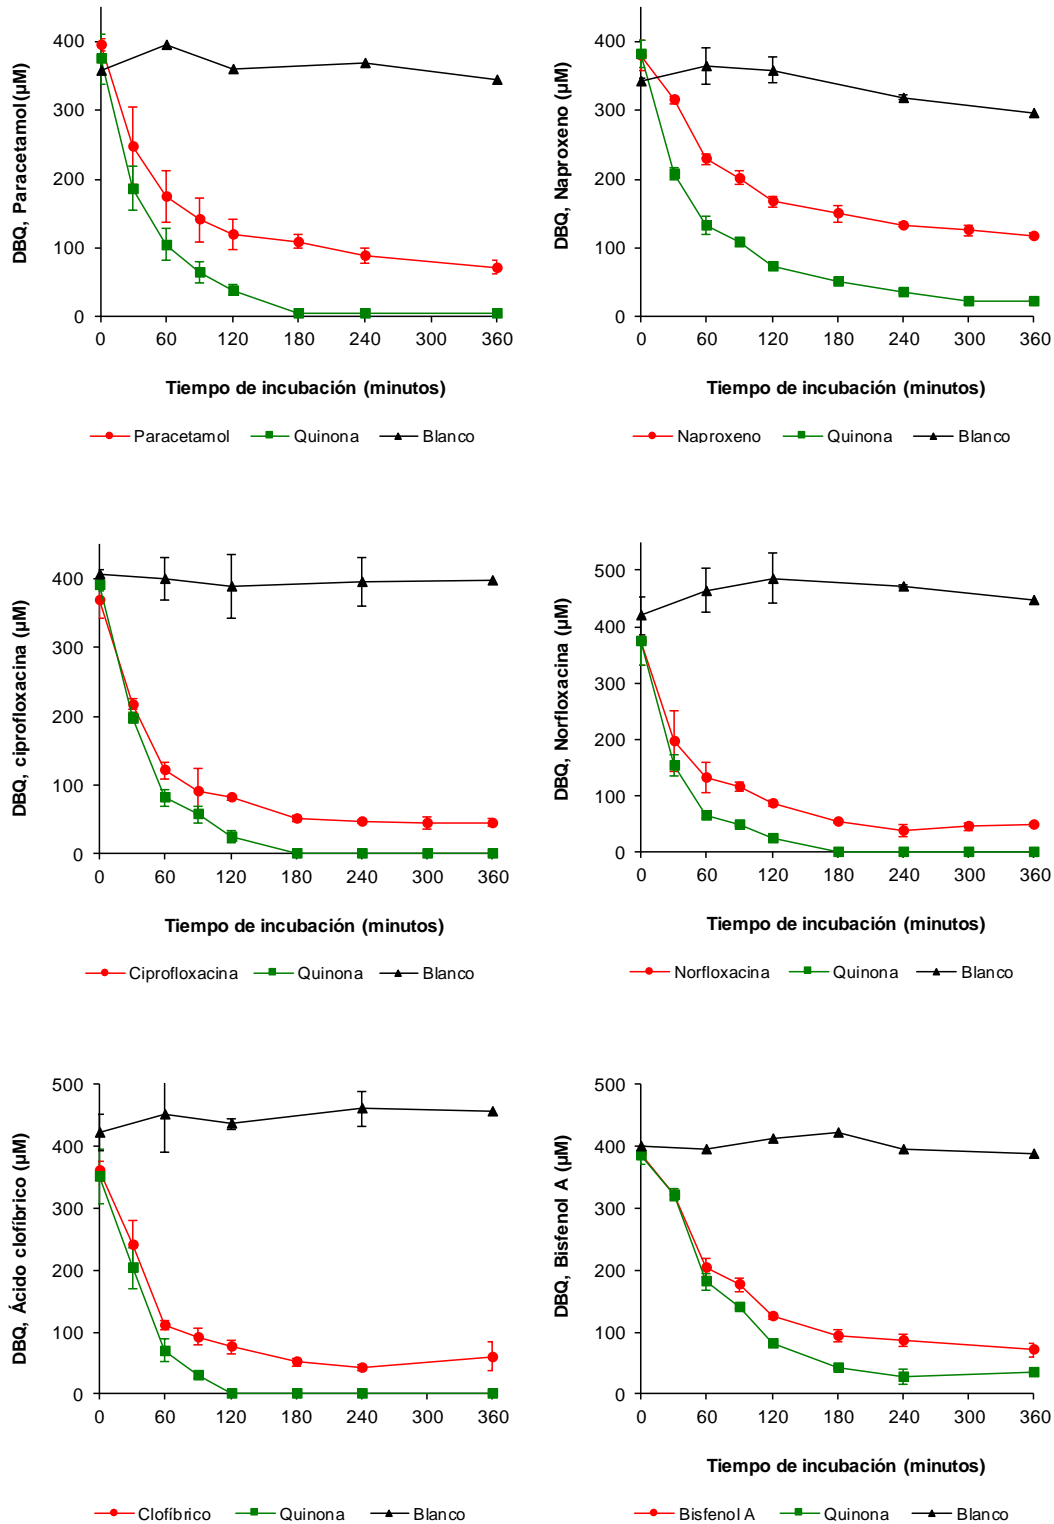 DBQ, Paracetamol (µM)
400
300
200
100
0
0 60 120 180 240 300 360
Tiempo de incubación (minutos)
Paracetamol Quinona Blanco
DBQ, Naproxeno (µM)
400
300
200
100
0
0 60 120 180 240 300 360
Tiempo de incubación (minutos)
Naproxeno Quinona Blanco
DBQ, ciprofloxacina (µM)
400
300
200
100
0
0 60 120 180 240 300 360
Tiempo de incubación (minutos)
Ciprofloxacina Quinona Blanco
DBQ, Norfloxacina (µM)
500
400
300
200
100
0
0 60 120 180 240 300 360
Tiempo de incubación (minutos)
Norfloxacina Quinona Blanco
DBQ, Ácido clofíbrico (µM)
500
400
300
200
100
0
0 60 120 180 240 300 360
Clofíbrico Quinona Blanco
DBQ, Bisfenol A (µM)
500
400
300
200
100
0
0 60 120 180 240 300 360
Tiempo de incubación (minutos)
Bisfenol A Quinona Blanco